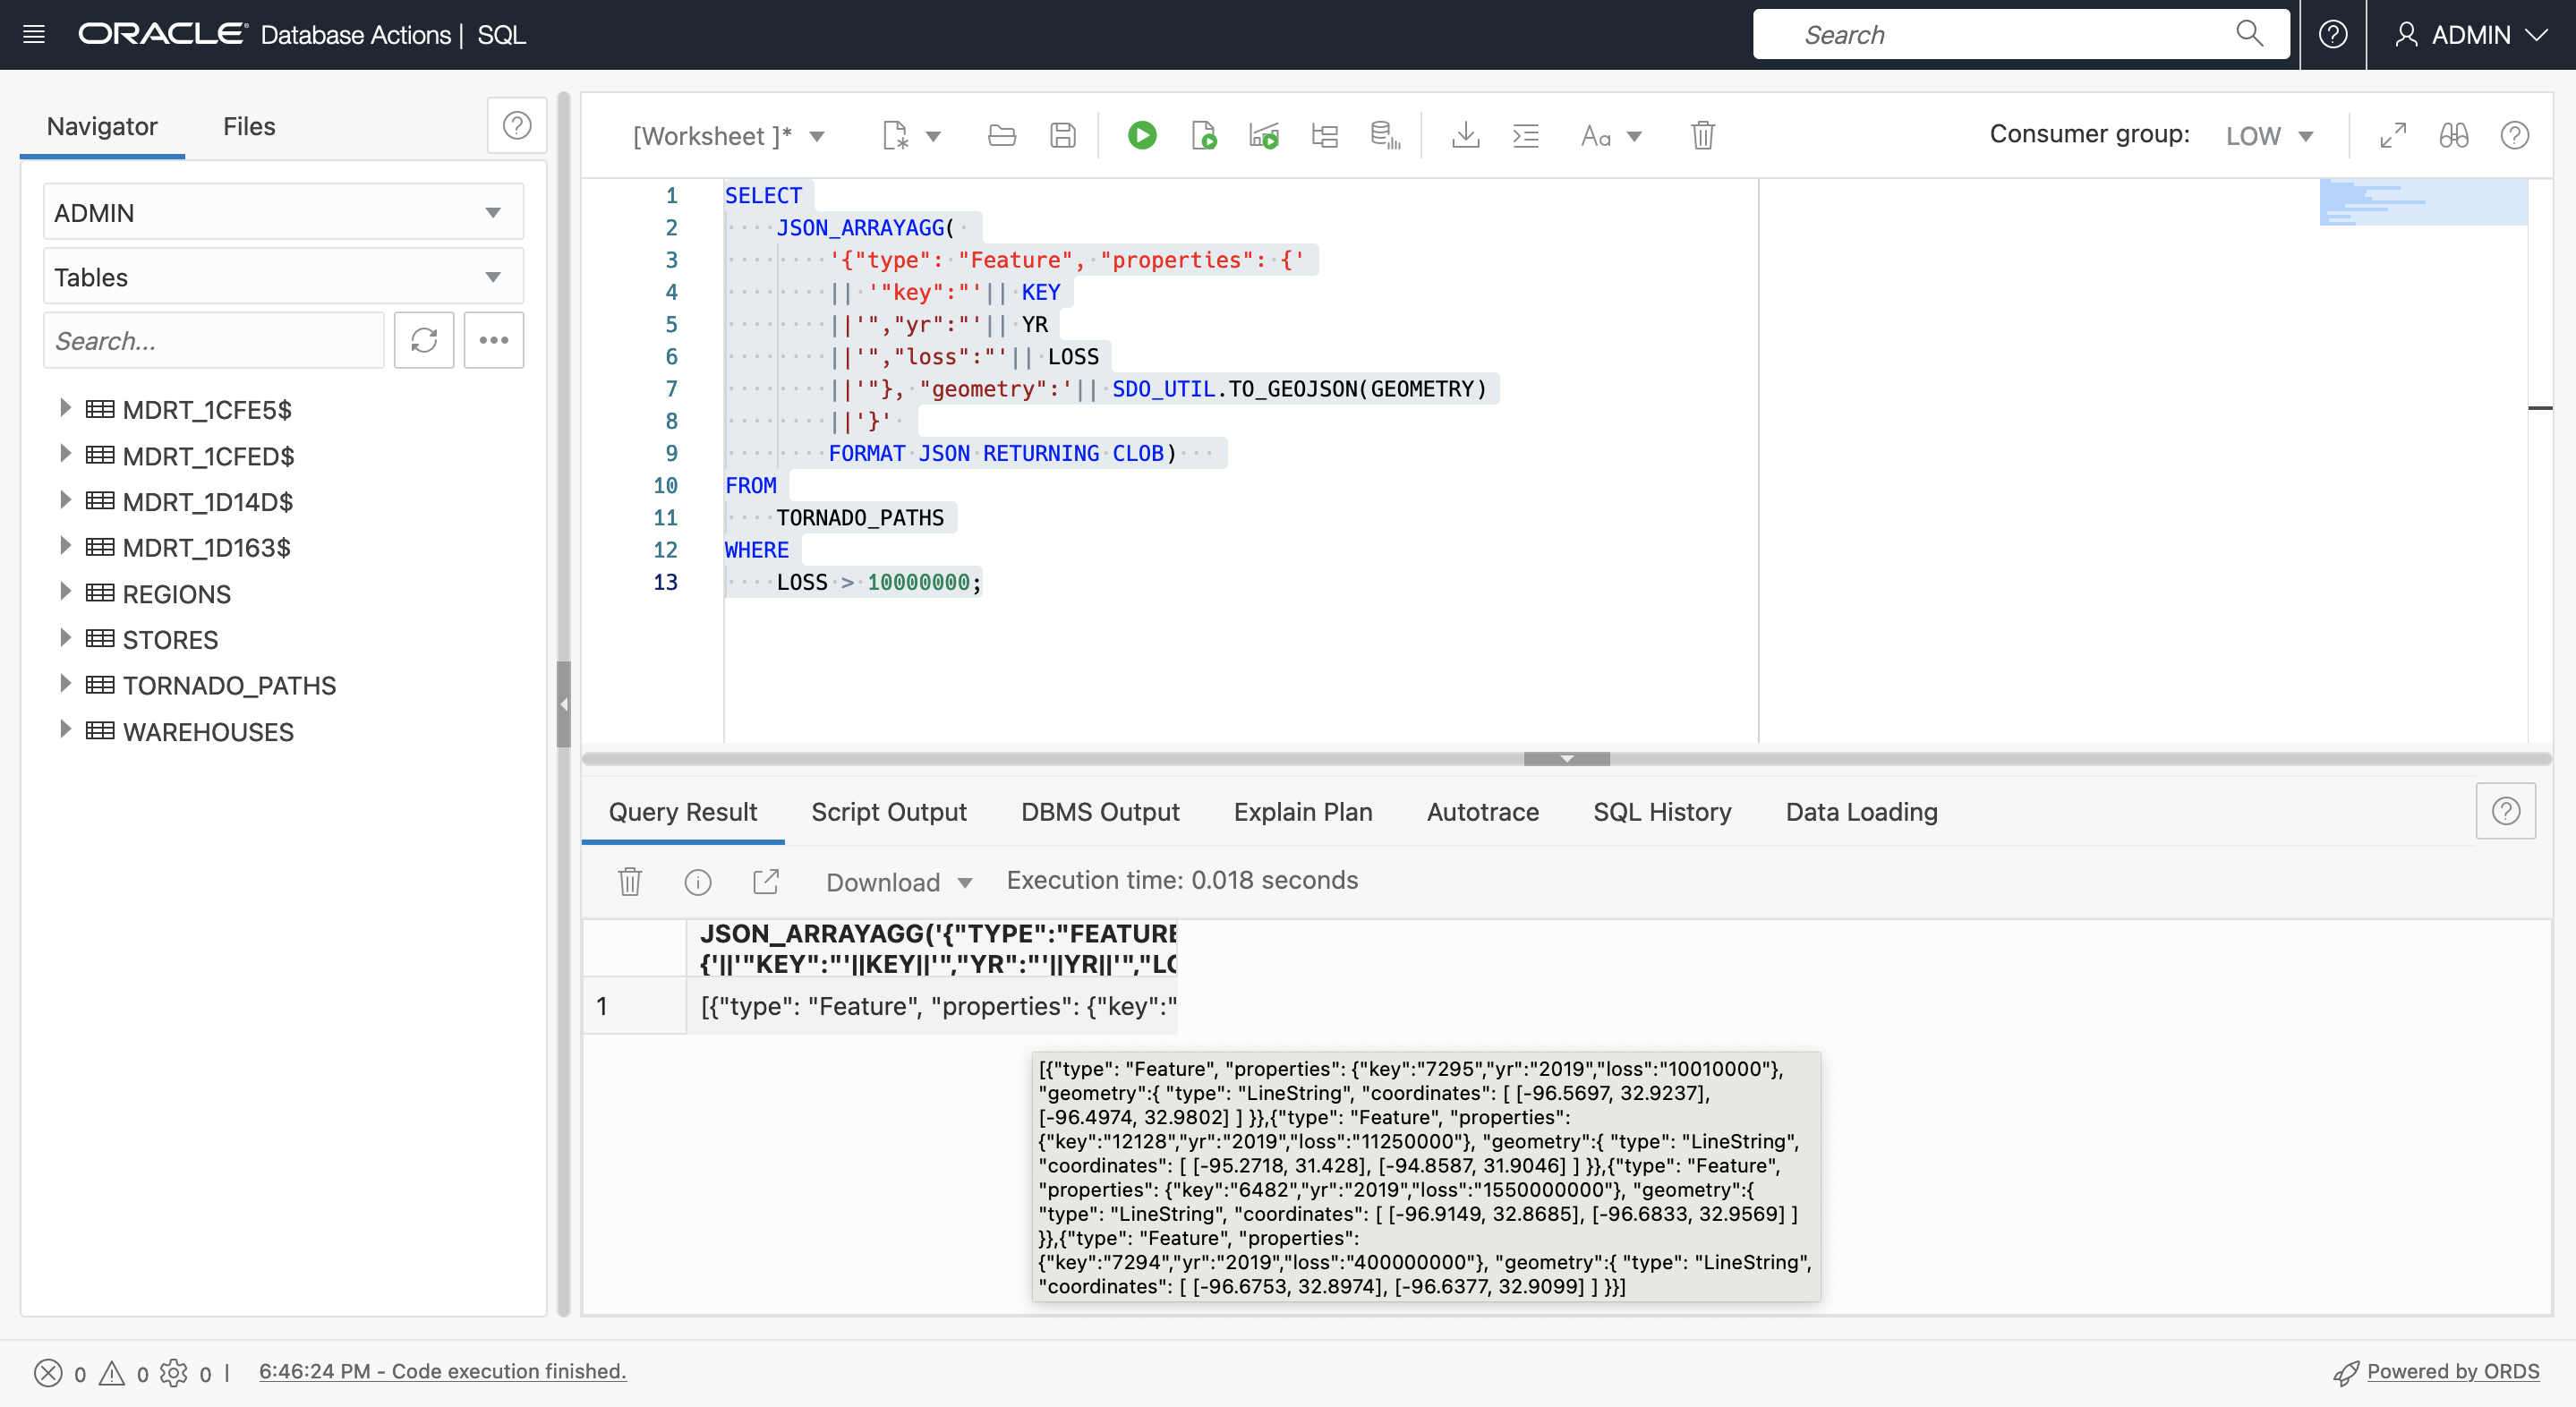 ORACLE Database Actions | SQL
Search
ADMIN
Navigator
Files
ADMIN
Tables
Search...
MDRT_1CFE5$
MDRT_1CFED$
MDRT_1D14D$
MDRT_1D163$
REGIONS
STORES
TORNADO_PATHS
WAREHOUSES
[Worksheet ]*
Aa
Consumer group: LOW
1 SELECT
2 JSON_ARRAYAGG(
3 '{"type": "Feature", "properties": {'
4 || '"key":"'|| KEY
5 ||'","yr":"'|| YR
6 ||'","loss":"'|| LOSS
7 ||'"}, "geometry":'|| SDO_UTIL.TO_GEOJSON(GEOMETRY)
8 ||'}'
9 FORMAT JSON RETURNING CLOB)
10 FROM
11 TORNADO_PATHS
12 WHERE
13 LOSS > 10000000;
Query Result
Script Output
DBMS Output
Explain Plan
Autotrace
SQL History
Data Loading
Download
Execution time: 0.018 seconds
JSON_ARRAYAGG('{"TYPE":"FEATURE
{'||'"KEY":"'||KEY||'","YR":"'||YR||'","LO
1 [{"type": "Feature", "properties": {"key":"
[{"type": "Feature", "properties": {"key":"7295","yr":"2019","loss":"10010000"},
"geometry":{ "type": "LineString", "coordinates": [ [-96.5697, 32.9237],
[-96.4974, 32.9802] ] }},{"type": "Feature", "properties":
{"key":"12128","yr":"2019","loss":"11250000"}, "geometry":{ "type": "LineString",
"coordinates": [ [-95.2718, 31.428], [-94.8587, 31.9046] ] }},{"type": "Feature",
"properties": {"key":"6482","yr":"2019","loss":"1550000000"}, "geometry":{
"type": "LineString", "coordinates": [ [-96.9149, 32.8685], [-96.6833, 32.9569] ]
}},{"type": "Feature", "properties":
{"key":"7294","yr":"2019","loss":"400000000"}, "geometry":{ "type": "LineString",
"coordinates": [ [-96.6753, 32.8974], [-96.6377, 32.9099] ] }}]
0 0 0 | 6:46:24 PM - Code execution finished.
Powered by ORDS